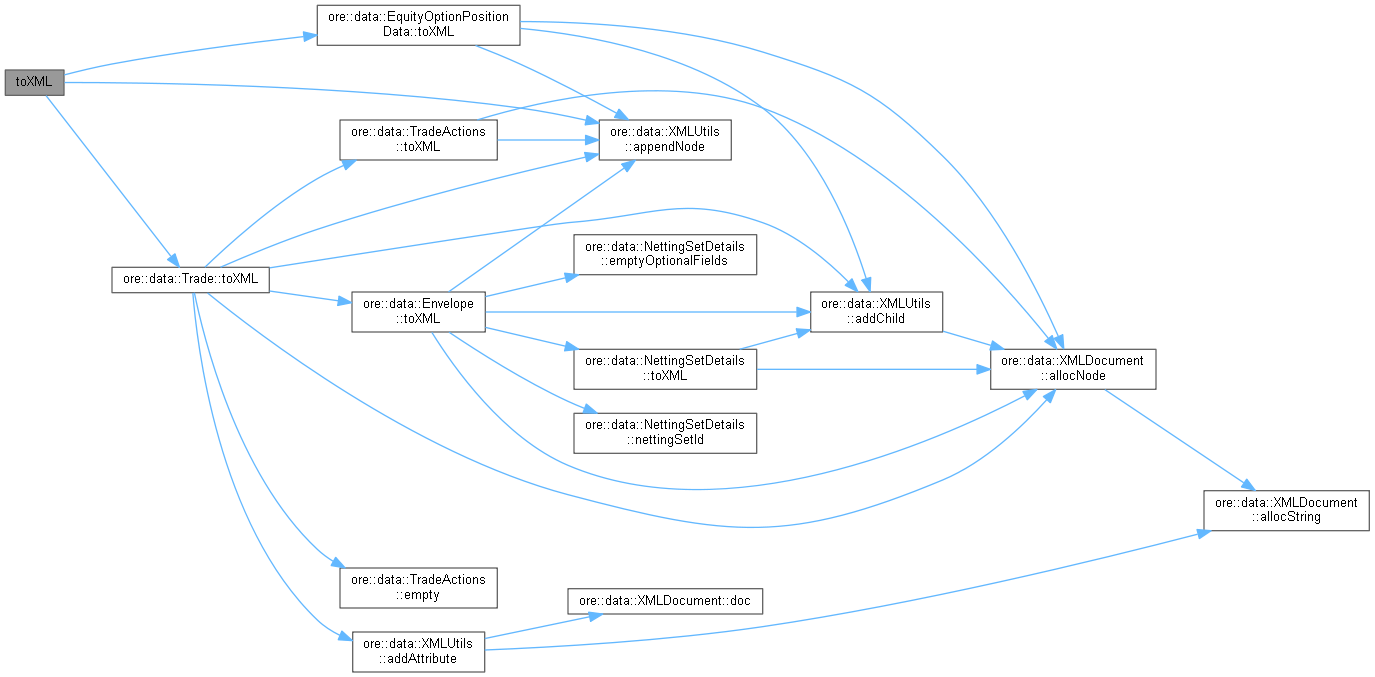 ore::data::EquityOptionPosition
Data::toXML
toXML
ore::data::TradeActions
::toXML
ore::data::XMLUtils
::appendNode
ore::data::NettingSetDetails
::emptyOptionalFields
ore::data::Trade::toXML
ore::data::Envelope
::toXML
ore::data::XMLUtils
::addChild
ore::data::NettingSetDetails
::toXML
ore::data::XMLDocument
::allocNode
ore::data::NettingSetDetails
::nettingSetId
ore::data::XMLDocument
::allocString
ore::data::TradeActions
::empty
ore::data::XMLDocument::doc
ore::data::XMLUtils
::addAttribute